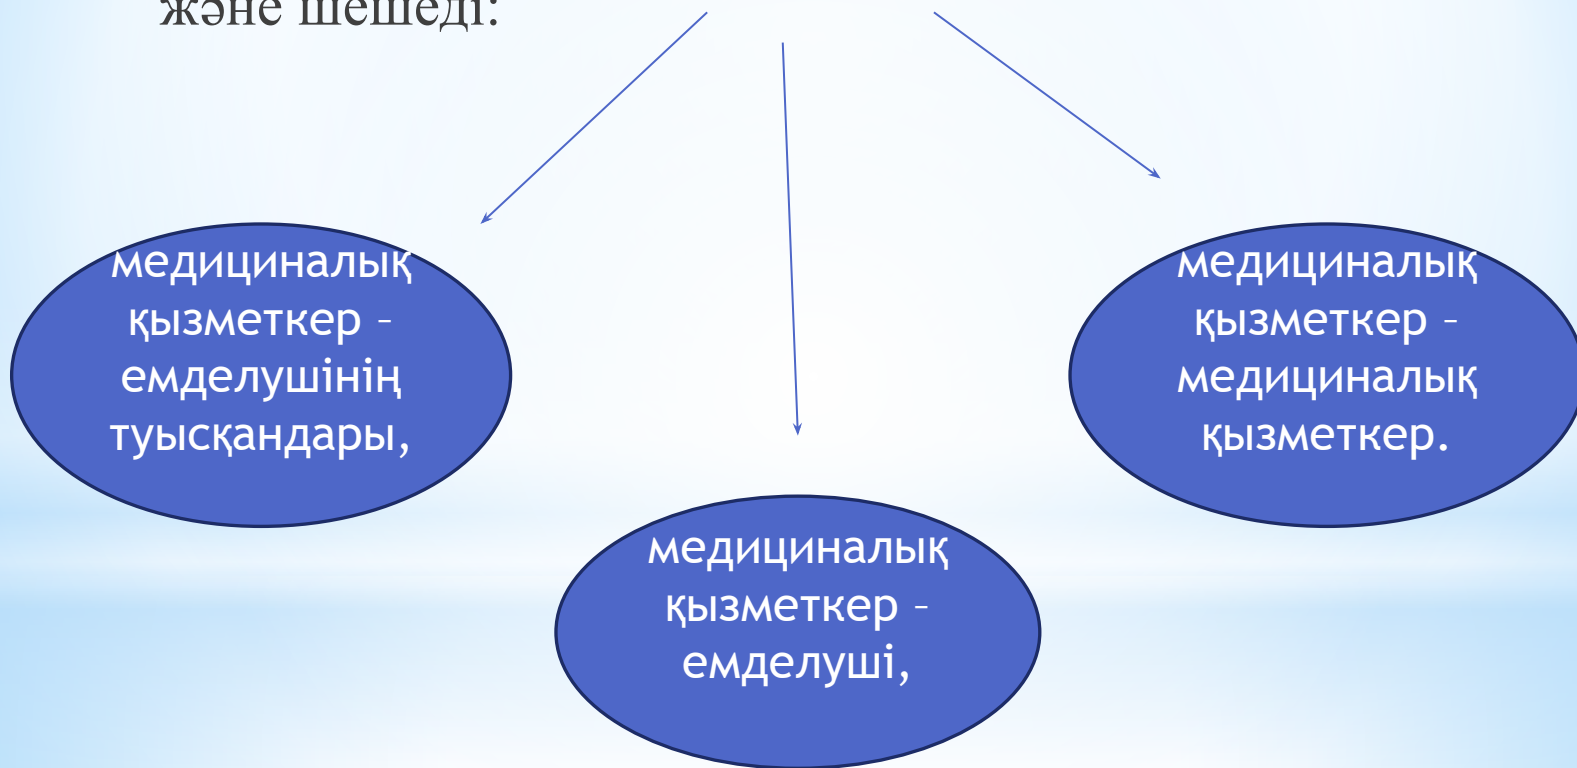 және шешеді:
медициналық
қызметкер –
емделушінің
туысқандары,
медициналық
қызметкер –
емделуші,
медициналық
қызметкер –
медициналық
қызметкер.